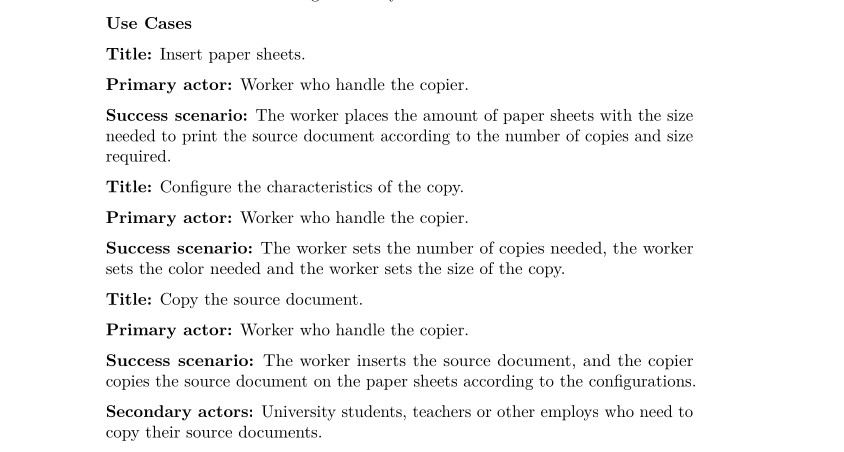 Use Cases
Title: Insert paper sheets.
Primary actor: Worker who handle the copier.
Success scenario: The worker places the amount of paper sheets with the size
needed to print the source document according to the number of copies and size
required.
Title: Configure the characteristics of the copy.
Primary actor: Worker who handle the copier.
Success scenario: The worker sets the number of copies needed, the worker
sets the color needed and the worker sets the size of the copy.
Title: Copy the source document.
Primary actor: Worker who handle the copier.
Success scenario: The worker inserts the source document, and the copier
copies the source document on the paper sheets according to the configurations.
Secondary actors: University students, teachers or other employs who need to
copy their source documents.